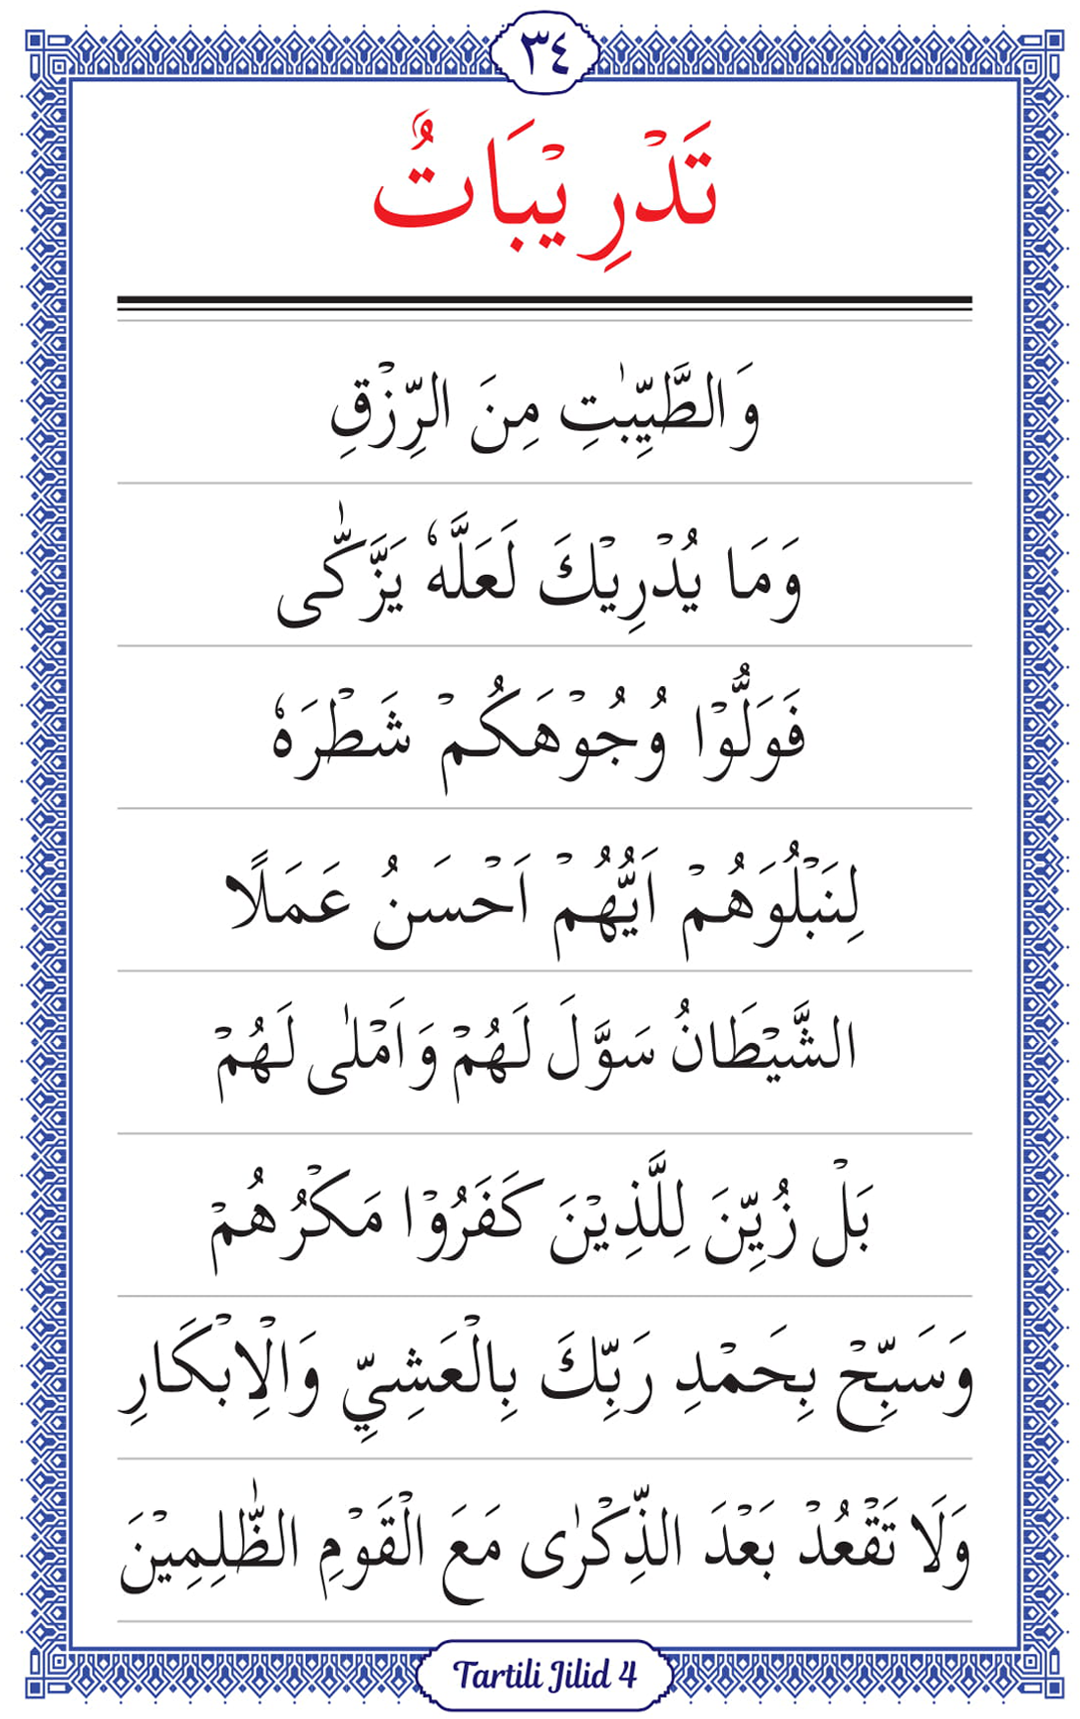 ٣٤
تَدْرِيْبَاتٌ
وَالطَّيِّبٰتِ مِنَ الرِّزْقِ
وَمَا يُدْرِيْكَ لَعَلَّهٗ يَزَّكّٰى
فَوَلُّوْا وُجُوْهَكُمْ شَطْرَهٗ
لِنَبْلُوَهُمْ اَيُّهُمْ اَحْسَنُ عَمَلًا
الشَّيْطَانُ سَوَّلَ لَهُمْ وَاَمْلٰى لَهُمْ
بَلْ زُيِّنَ لِلَّذِيْنَ كَفَرُوْا مَكْرُهُمْ
وَسَبِّحْ بِحَمْدِ رَبِّكَ بِالْعَشِيِّ وَالْاِبْكَارِ
وَلَا تَقْعُدْ بَعْدَ الذِّكْرٰى مَعَ الْقَوْمِ الظّٰلِمِيْنَ
Tartili Jilid 4